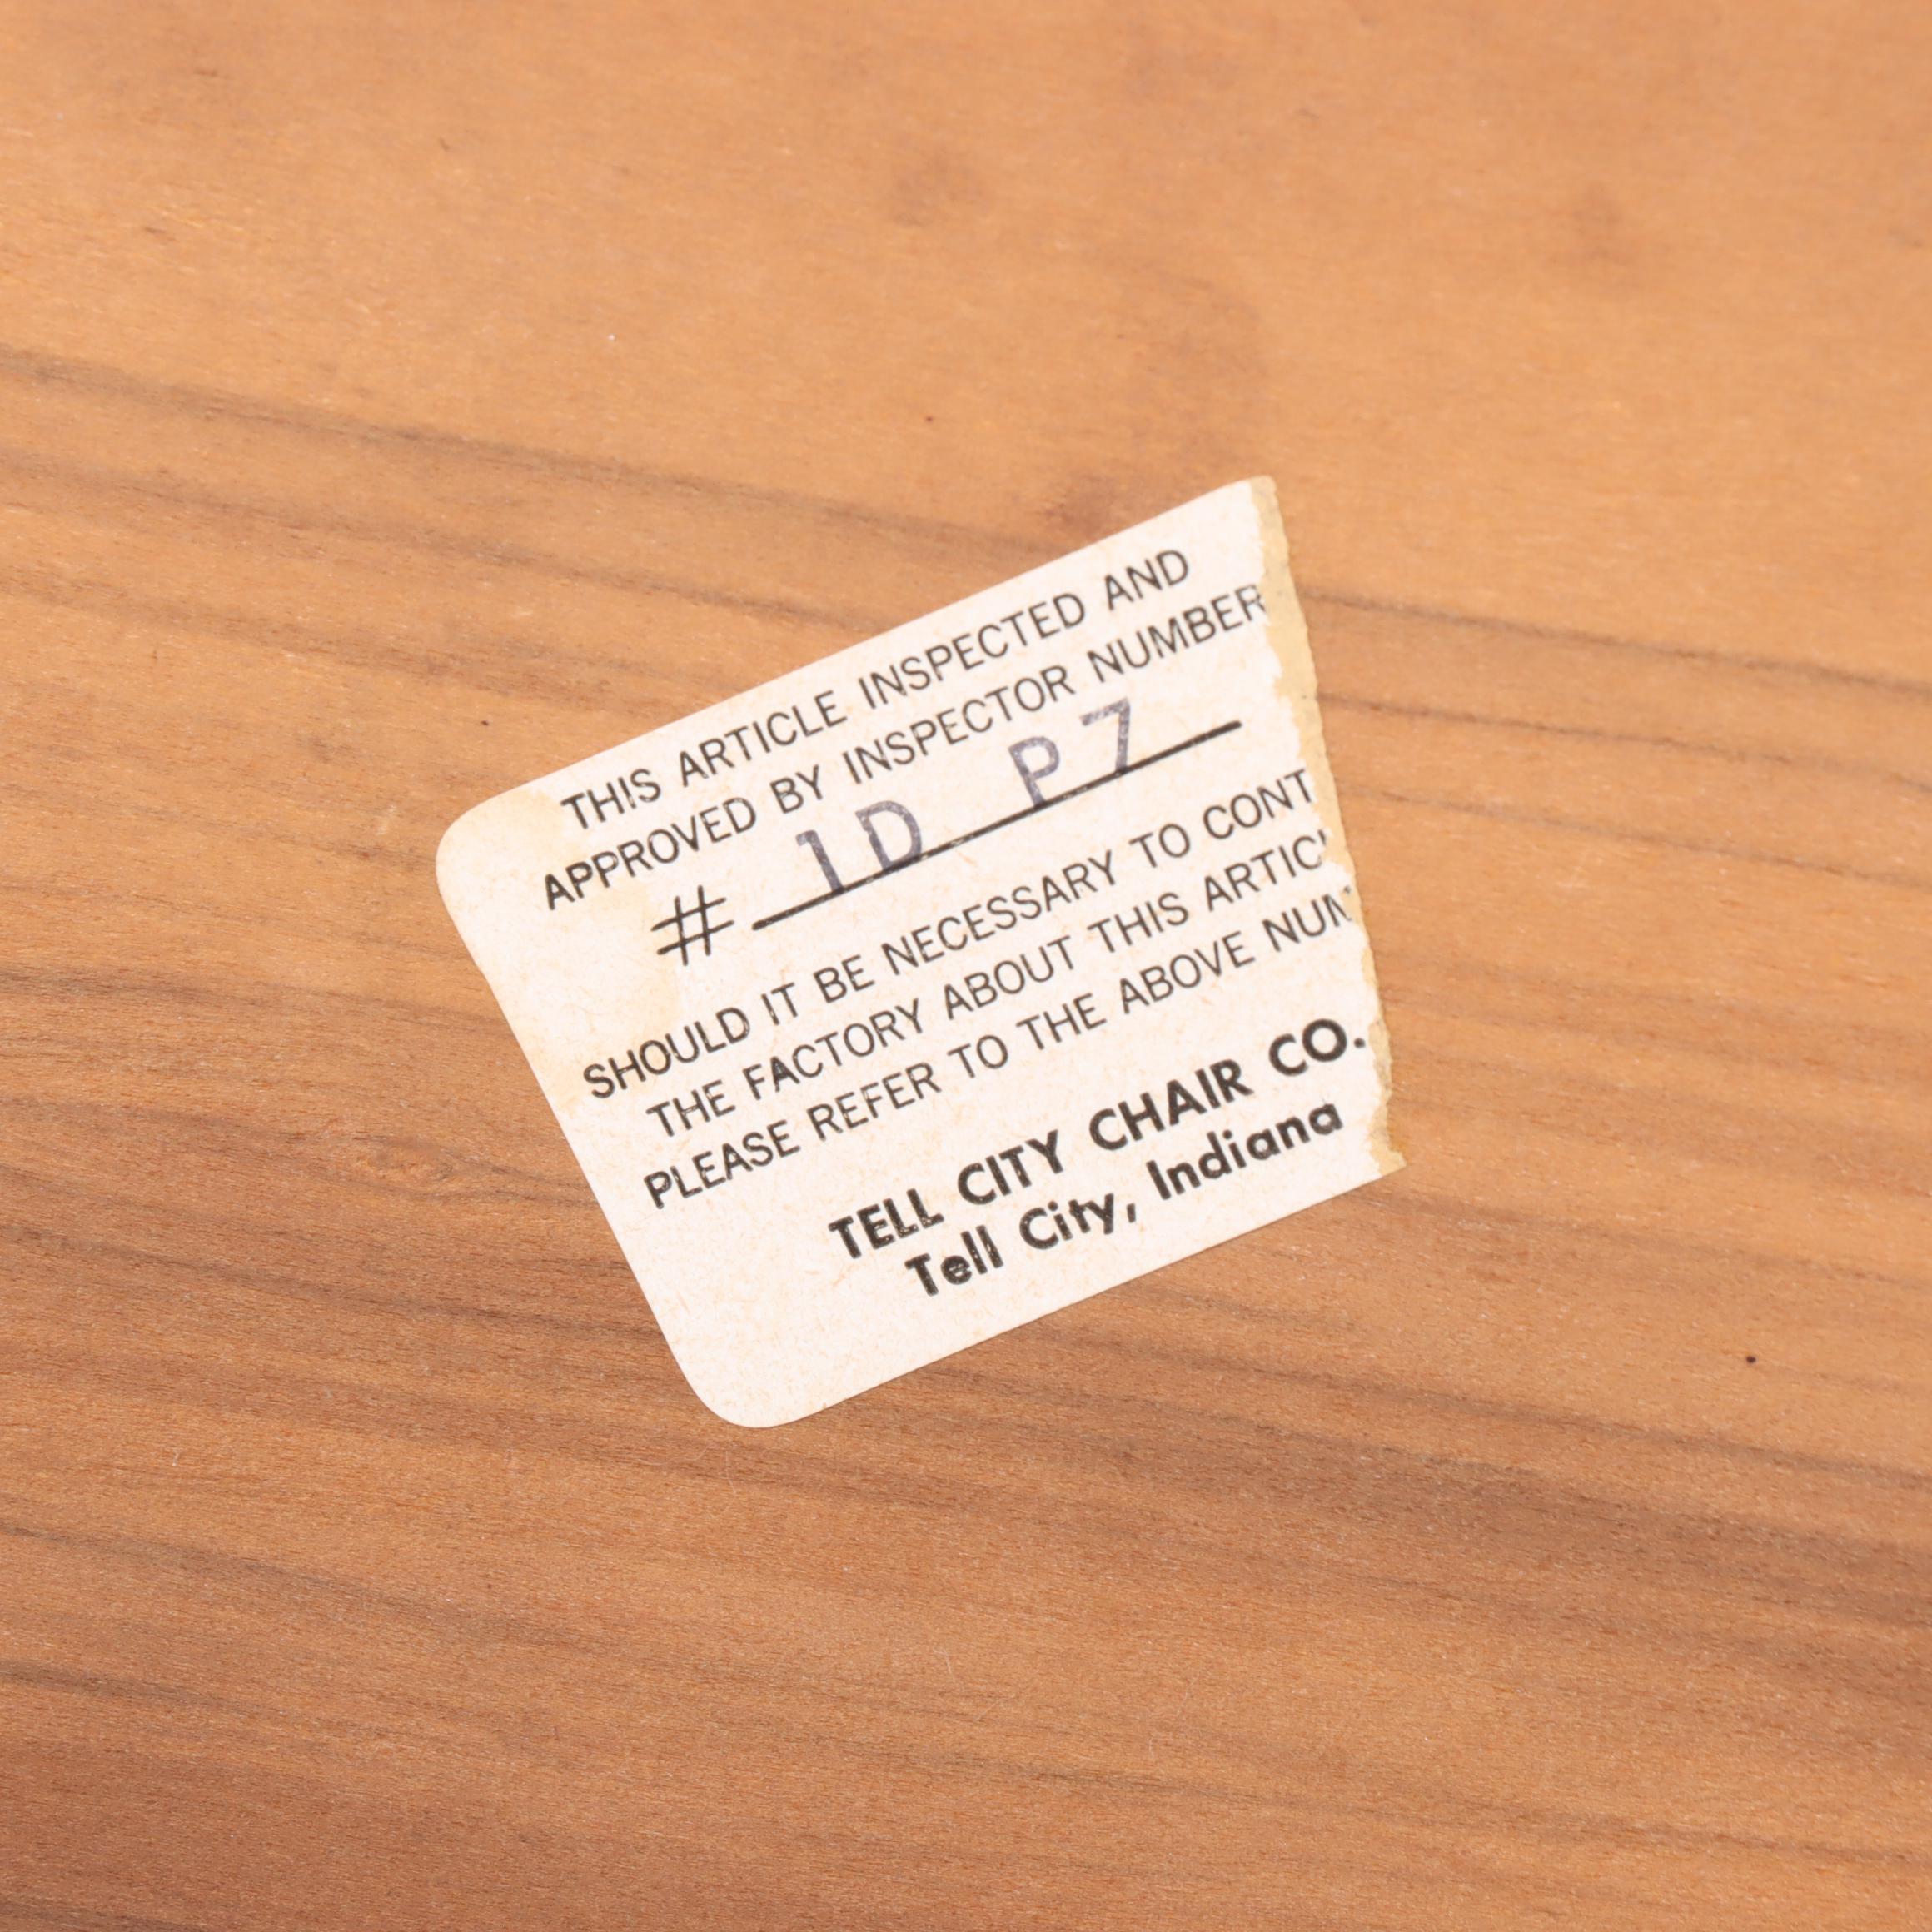 THIS ARTICLE INSPECTED AND
APPROVED BY INSPECTOR NUMBER
# 1D P7
SHOULD IT BE NECESSARY TO CONT
THE FACTORY ABOUT THIS ARTIC
PLEASE REFER TO THE ABOVE NUM
TELL CITY CHAIR CO.
Tell City, Indiana